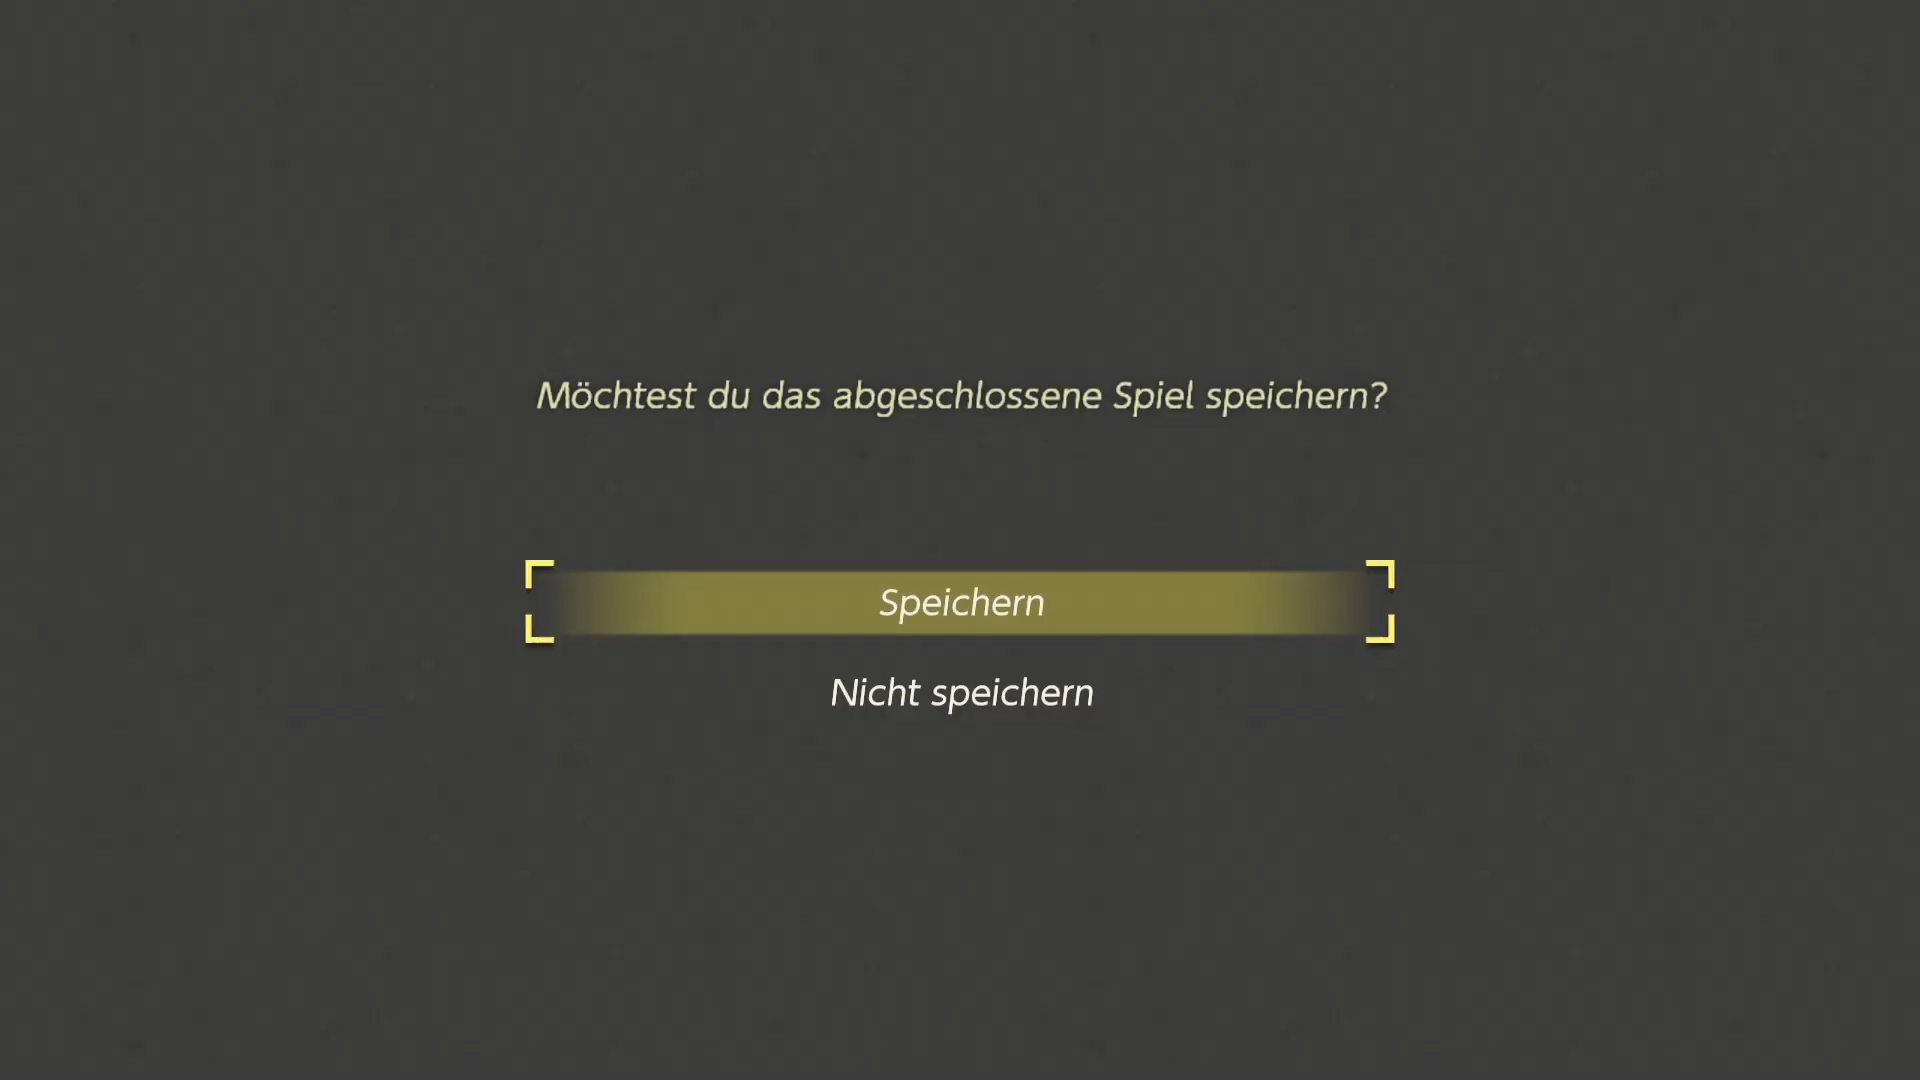 Möchtest du das abgeschlossene Spiel speichern?
Speichern
Nicht speichern